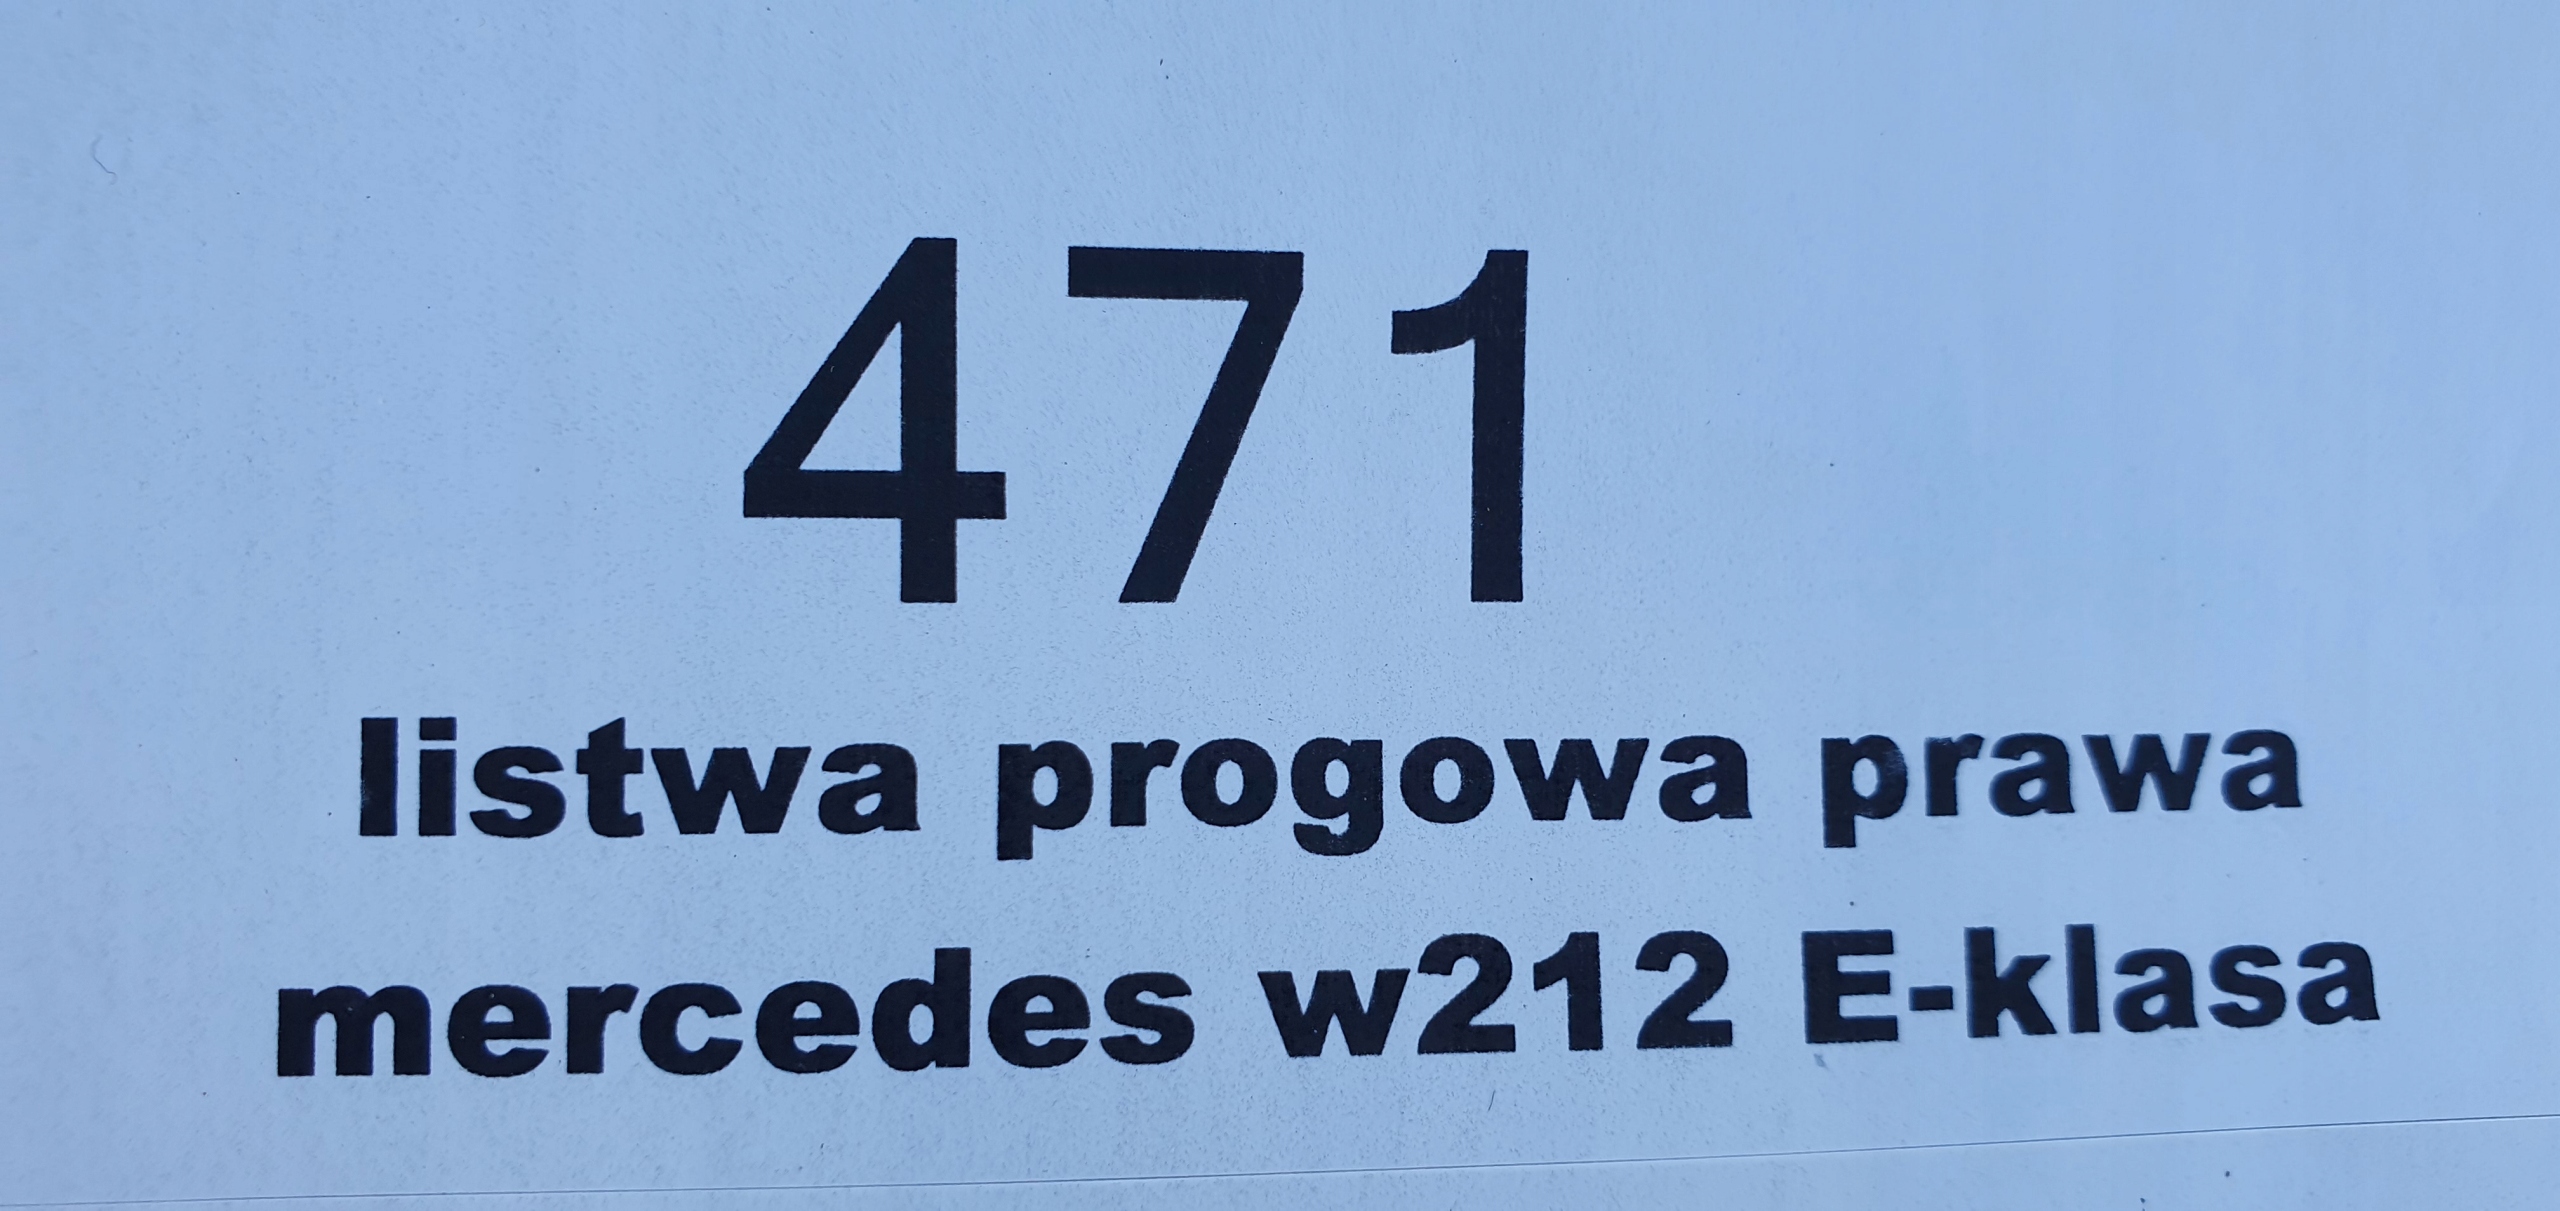 471
listwa progowa prawa
mercedes w212 E-klasa